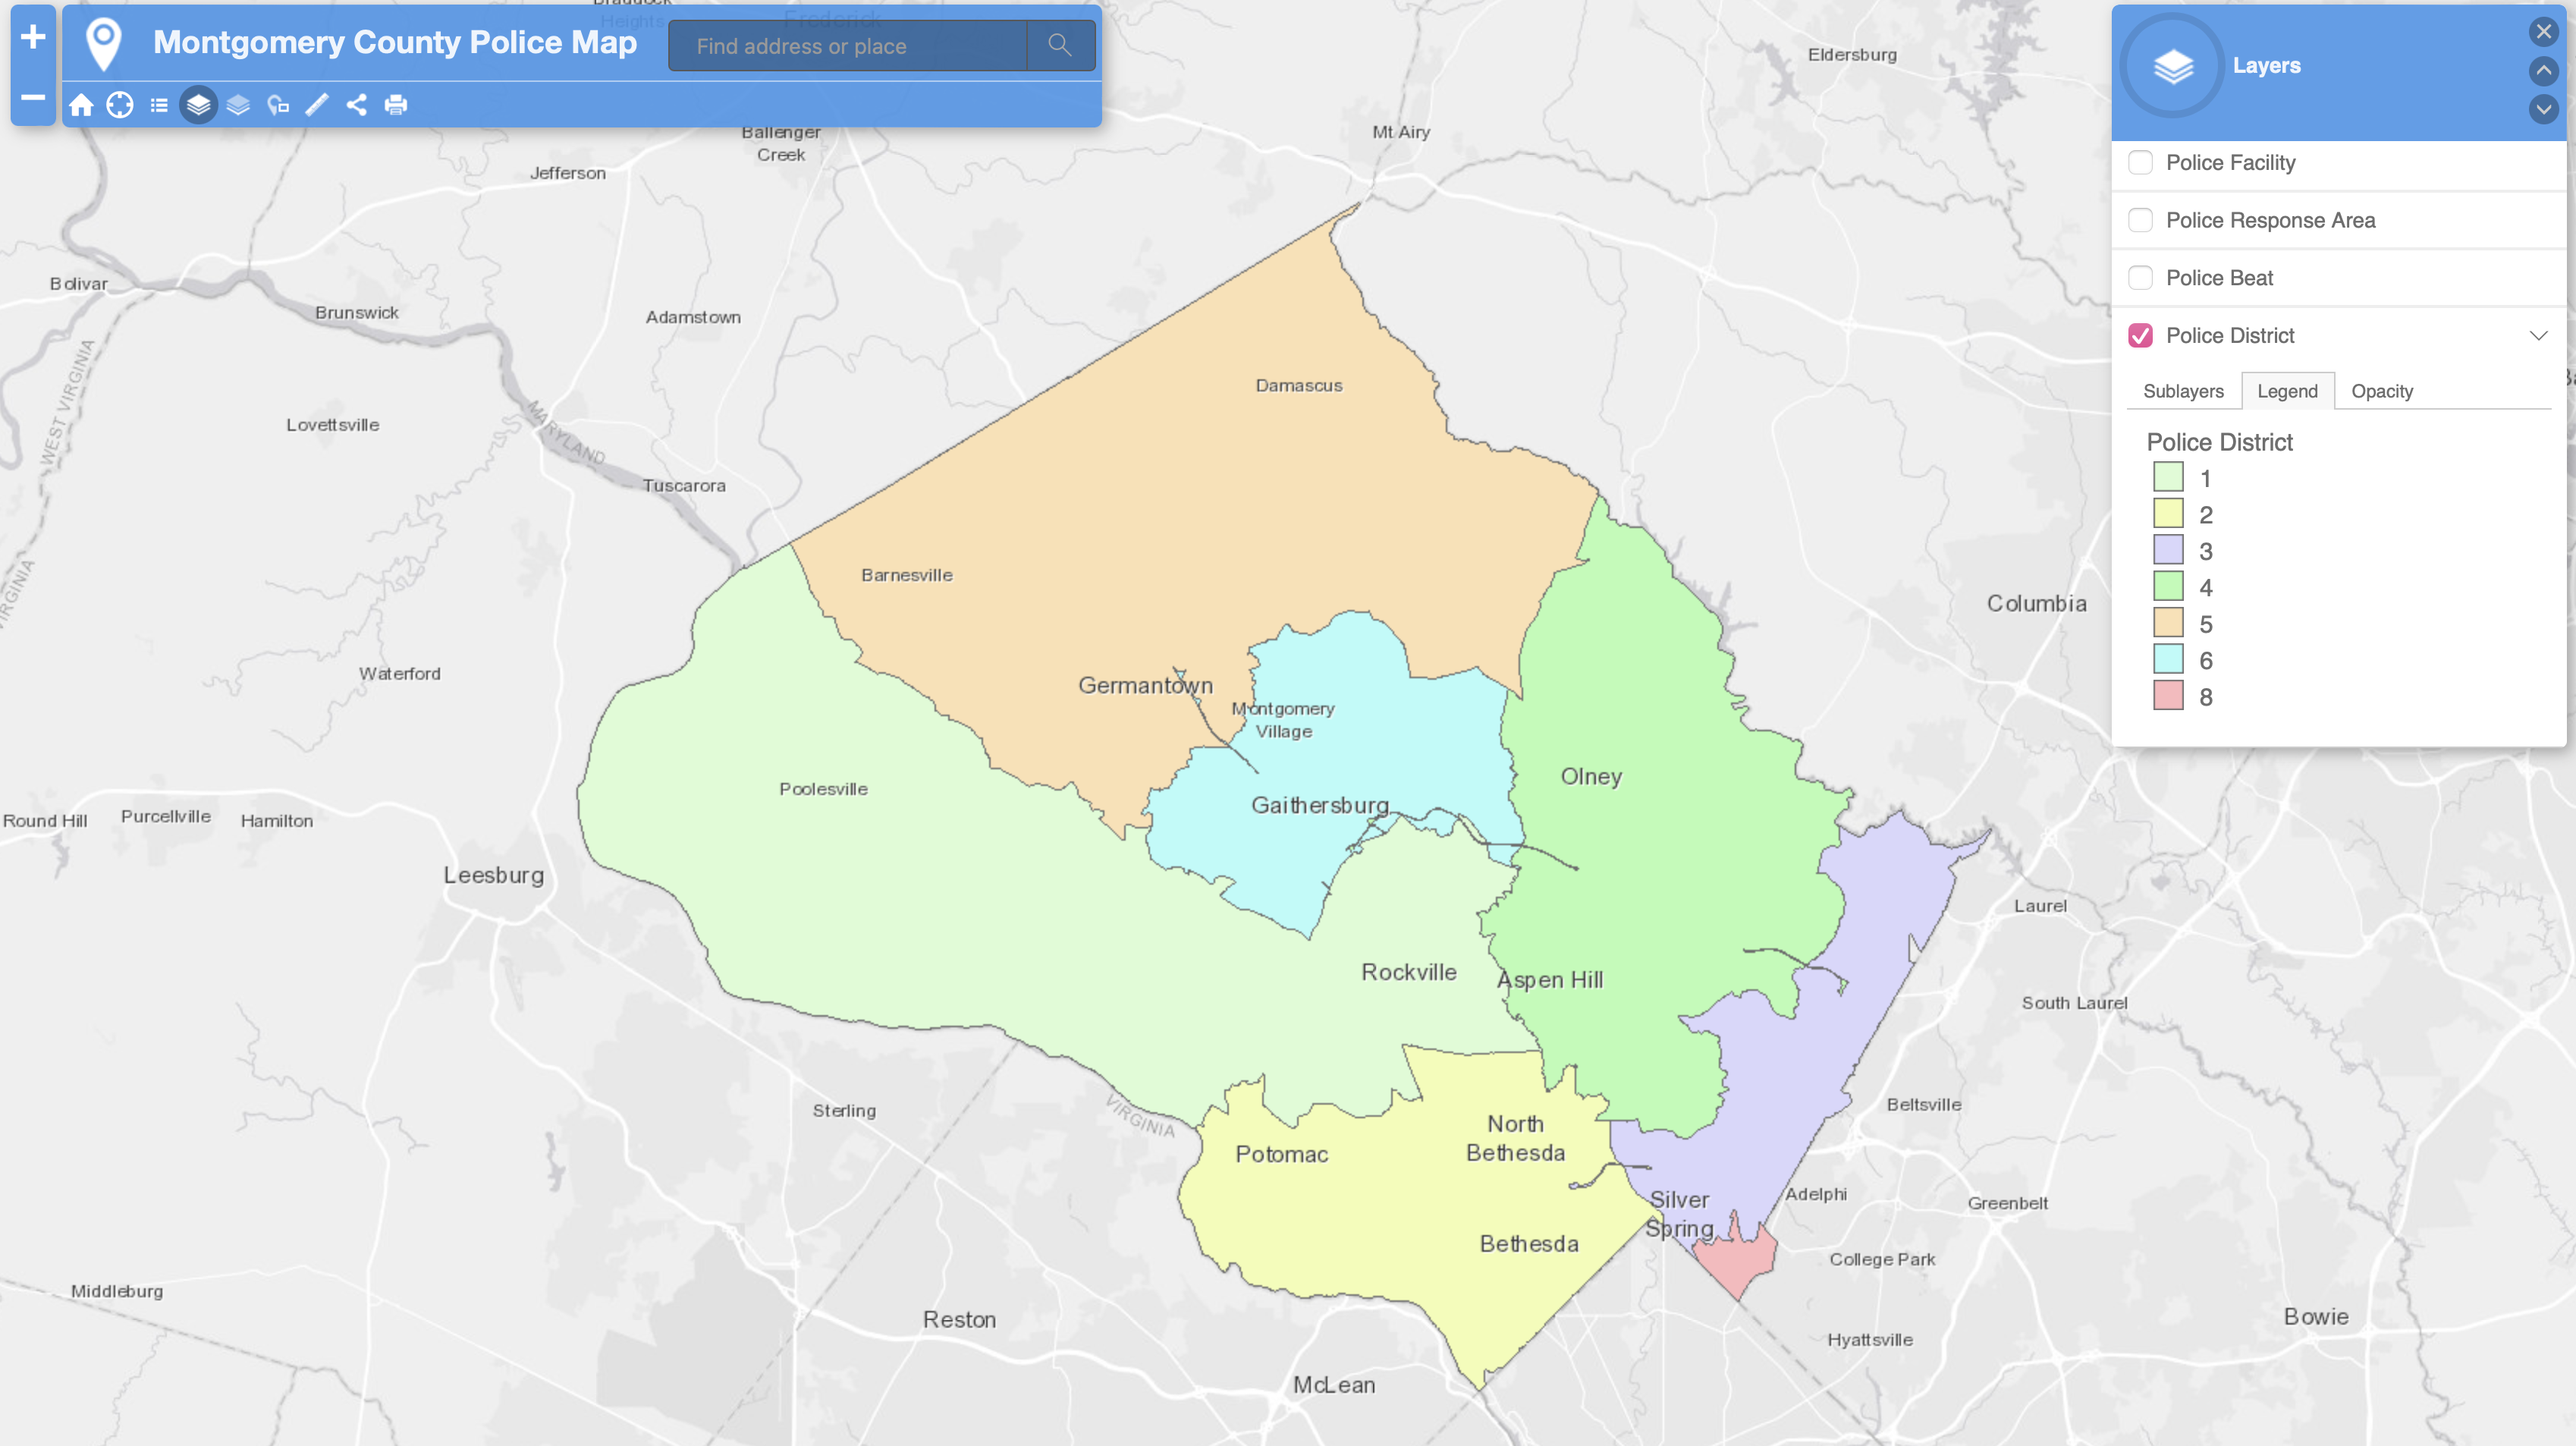 Montgomery County Police Map
Find address or place
Layers
Police Facility
Police Response Area
Police Beat
Police District
Sublayers
Legend
Opacity
Police District
1
2
3
4
5
6
8
Heights
Frederick
Eldersburg
Ballenger
Creek
Mt Airy
Jefferson
Bolivar
Brunswick
Adamstown
WEST VIRGINIA
MARYLAND
Damascus
Lovettsville
Tuscarora
Barnesville
Columbia
VIRGINIA
Waterford
Germantown
Montgomery
Village
Olney
Poolesville
Gaithersburg
Round Hill
Purcellville
Hamilton
Leesburg
Laurel
Rockville
Aspen Hill
South Laurel
Sterling
VIRGINIA
Beltsville
North
Bethesda
Potomac
Silver
Spring
Adelphi
Greenbelt
Bethesda
College Park
Middleburg
Reston
Bowie
Hyattsville
McLean